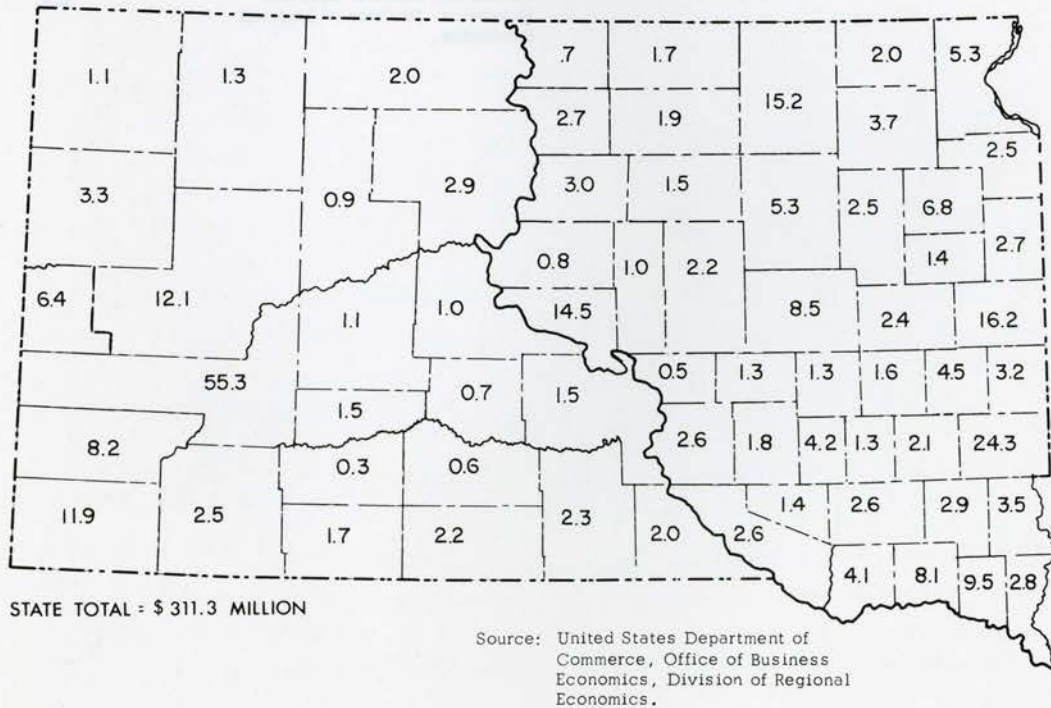 .7 1.7 2.0 5.3
1.1 1.3 2.0 15.2
2.7 1.9 3.7
2.5
3.3 0.9 2.9 3.0 1.5 5.3 2.5 6.8
0.8 1.0 2.2 1.4 2.7
6.4 12.1 1.1 1.0 14.5 8.5 2.4 16.2
55.3 1.5 0.7 1.5 0.5 1.3 1.3 1.6 4.5 3.2
8.2 0.3 0.6 2.6 1.8 4.2 1.3 2.1 24.3
11.9 2.5 1.7 2.2 2.3 2.0 2.6 1.4 2.6 2.9 3.5
4.1 8.1 9.5 2.8
STATE TOTAL = $ 311.3 MILLION
Source: United States Department of
Commerce, Office of Business
Economics, Division of Regional
Economics.